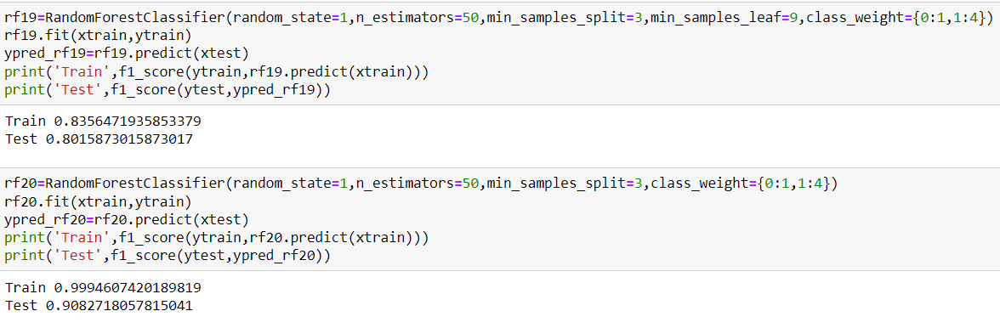 rf19=RandomForestClassifier(random_state=1,n_estimators=50,min_samples_split=3,min_samples_leaf=9,class_weight={0:1,1:4})
rf19.fit(xtrain,ytrain)
ypred_rf19=rf19.predict(xtest)
print('Train',f1_score(ytrain,rf19.predict(xtrain)))
print('Test',f1_score(ytest,ypred_rf19))
Train 0.8356471935853379
Test 0.8015873015873017
rf20=RandomForestClassifier(random_state=1,n_estimators=50,min_samples_split=3,class_weight={0:1,1:4})
rf20.fit(xtrain,ytrain)
ypred_rf20=rf20.predict(xtest)
print('Train',f1_score(ytrain,rf20.predict(xtrain)))
print('Test',f1_score(ytest,ypred_rf20))
Train 0.9994607420189819
Test 0.9082718057815041